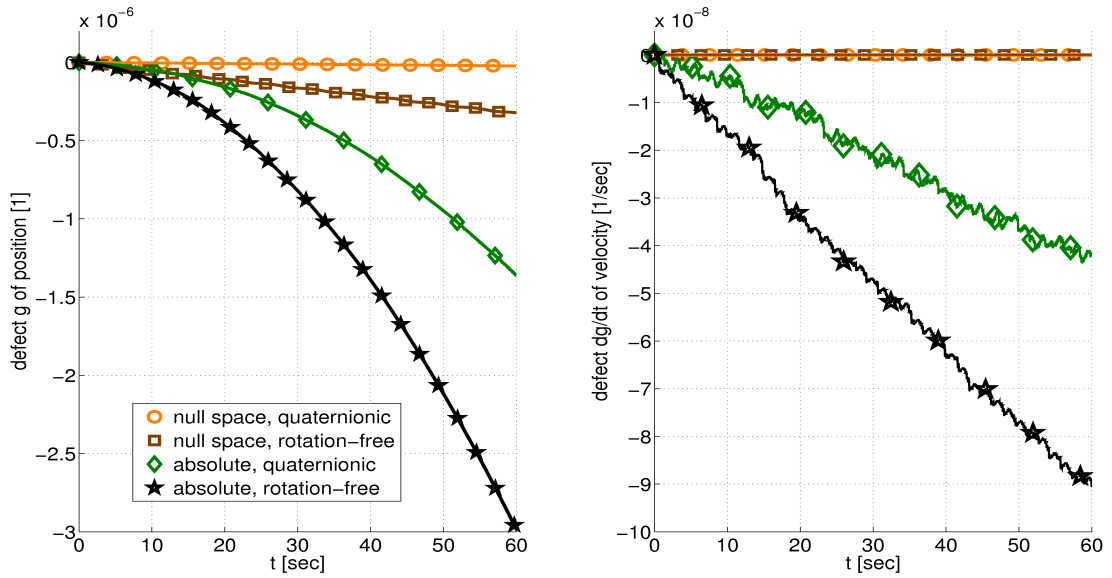 x 10−6
0
−0.5
−1
−1.5
−2
−2.5
−3
defect g of position [1]
null space, quaternionic
null space, rotation−free
absolute, quaternionic
absolute, rotation−free
0 10 20 30 40 50 60
t [sec]
x 10−8
0
−1
−2
−3
−4
−5
−6
−7
−8
−9
−10
defect dg/dt of velocity [1/sec]
0 10 20 30 40 50 60
t [sec]